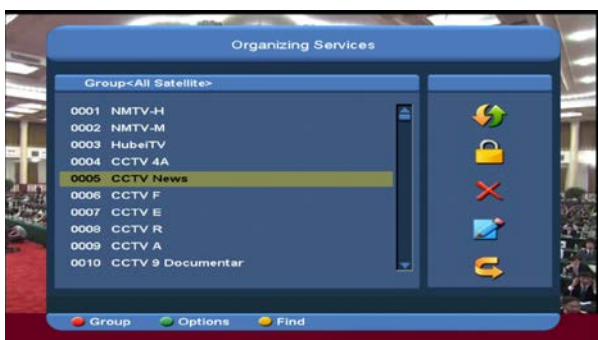 Organizing Services
Group<All Satellite>
0001 NMTV-H
0002 NMTV-M
0003 HubeiTV
0004 CCTV 4A
0005 CCTV News
0006 CCTV F
0007 CCTV E
0008 CCTV R
0009 CCTV A
0010 CCTV 9 Documentar
Group Options Find